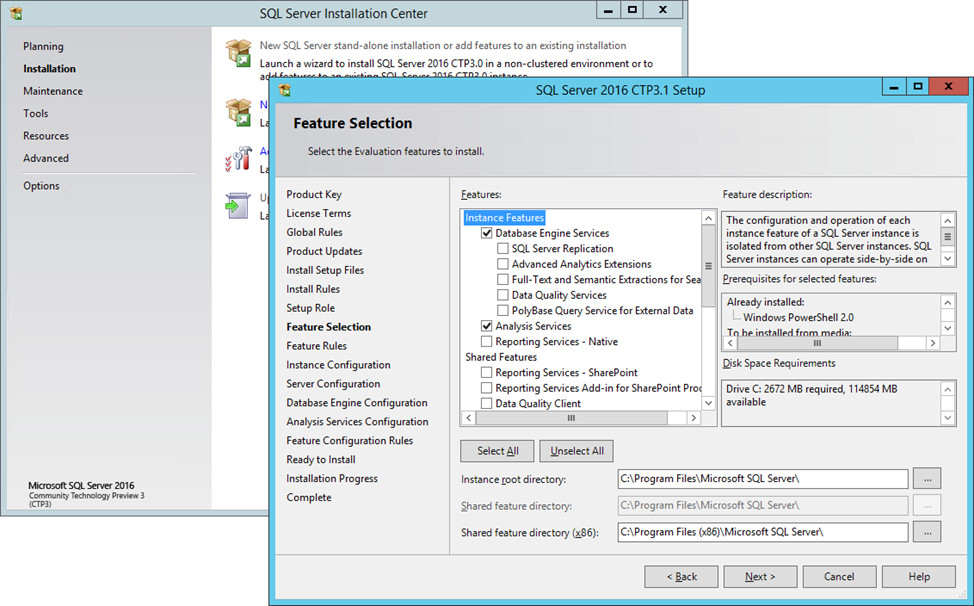 SQL Server Installation Center
Planning
Installation
Maintenance
Tools
Resources
Advanced
Options
Microsoft SQL Server 2016
Community Technology Preview 3
(CTP3)
New SQL Server stand-alone installation or add features to an existing installation
Launch a wizard to install SQL Server 2016 CTP3.0 in a non-clustered environment or to
add features to an existing SQL Server 2016 CTP3.0 instance.
SQL Server 2016 CTP3.1 Setup
Feature Selection
Select the Evaluation features to install.
Product Key
License Terms
Global Rules
Product Updates
Install Setup Files
Install Rules
Setup Role
Feature Selection
Feature Rules
Instance Configuration
Server Configuration
Database Engine Configuration
Analysis Services Configuration
Feature Configuration Rules
Ready to Install
Installation Progress
Complete
Features:
Instance Features
Database Engine Services
SQL Server Replication
Advanced Analytics Extensions
Full-Text and Semantic Extractions for Sea
Data Quality Services
PolyBase Query Service for External Data
Analysis Services
Reporting Services - Native
Shared Features
Reporting Services - SharePoint
Reporting Services Add-in for SharePoint Proc
Data Quality Client
Feature description:
The configuration and operation of each
instance feature of a SQL Server instance is
isolated from other SQL Server instances. SQL
Server instances can operate side-by-side on
Prerequisites for selected features:
Already installed:
Windows PowerShell 2.0
To be installed from media:
Disk Space Requirements
Drive C: 2672 MB required, 114854 MB
available
Select All
Unselect All
Instance root directory:
C:\Program Files\Microsoft SQL Server\
...
Shared feature directory:
C:\Program Files\Microsoft SQL Server\
...
Shared feature directory (x86):
C:\Program Files (x86)\Microsoft SQL Server\
...
< Back
Next >
Cancel
Help